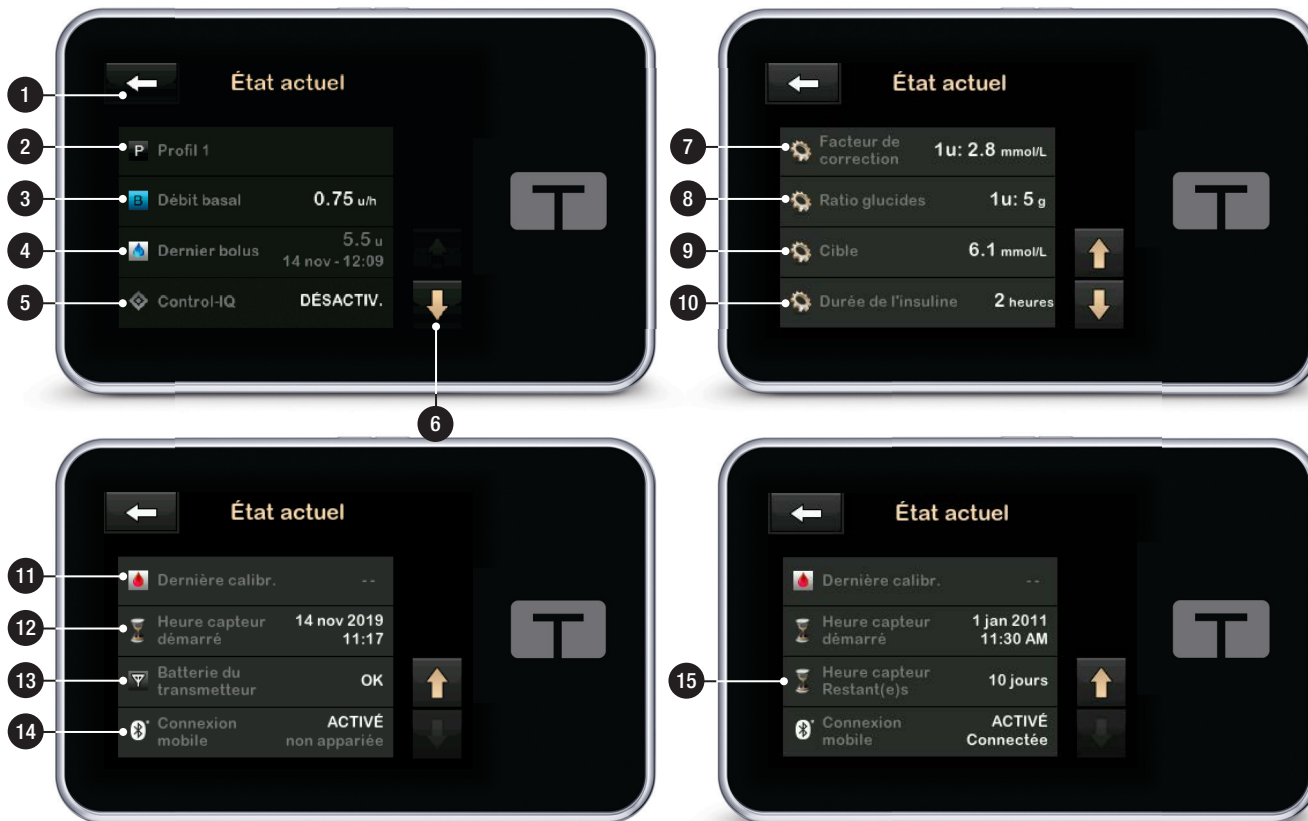 État actuel
1
2 P Profil 1
3 B Débit basal 0.75 u/h
4 Dernier bolus 5.5 u
14 nov - 12:09
5 Control-IQ DÉSACTIV.
6
T
État actuel
7 Facteur de
correction 1u: 2.8 mmol/L
8 Ratio glucides 1u: 5 g
9 Cible 6.1 mmol/L
10 Durée de l'insuline 2 heures
T
État actuel
11 Dernière calibr. --
12 Heure capteur 14 nov 2019
démarré 11:17
13 Batterie du
transmetteur OK
14 Connexion ACTIVÉ
mobile non appariée
T
État actuel
Dernière calibr. --
Heure capteur 1 jan 2011
démarré 11:30 AM
15 Heure capteur
Restant(e)s 10 jours
Connexion ACTIVÉ
mobile Connectée
T